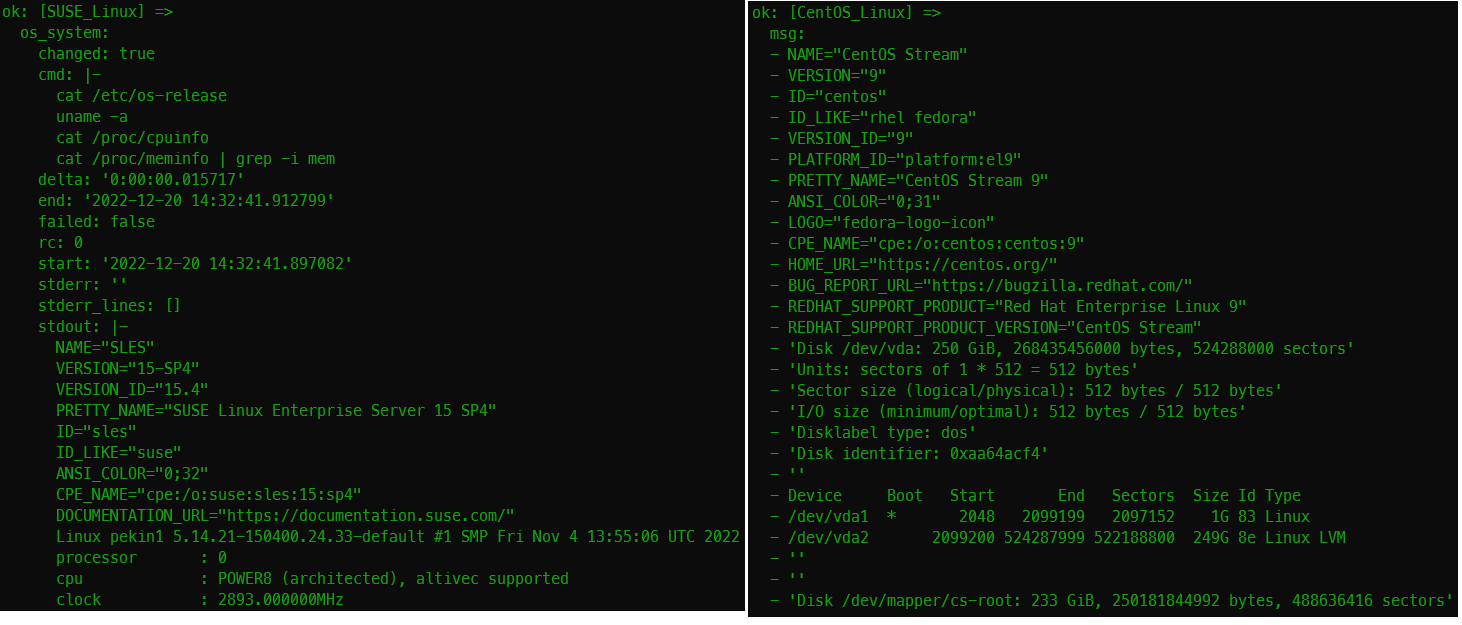 ok: [SUSE_Linux] =>
  os_system:
    changed: true
    cmd: |-
      cat /etc/os-release
      uname -a
      cat /proc/cpuinfo
      cat /proc/meminfo | grep -i mem
    delta: '0:00:00.015717'
    end: '2022-12-20 14:32:41.912799'
    failed: false
    rc: 0
    start: '2022-12-20 14:32:41.897082'
    stderr: ''
    stderr_lines: []
    stdout: |-
      NAME="SLES"
      VERSION="15-SP4"
      VERSION_ID="15.4"
      PRETTY_NAME="SUSE Linux Enterprise Server 15 SP4"
      ID="sles"
      ID_LIKE="suse"
      ANSI_COLOR="0;32"
      CPE_NAME="cpe:/o:suse:sles:15:sp4"
      DOCUMENTATION_URL="https://documentation.suse.com/"
      Linux pekin1 5.14.21-150400.24.33-default #1 SMP Fri Nov 4 13:55:06 UTC 2022
      processor       : 0
      cpu             : POWER8 (architected), altivec supported
      clock           : 2893.000000MHz
ok: [CentOS_Linux] =>
  msg:
  - NAME="CentOS Stream"
  - VERSION="9"
  - ID="centos"
  - ID_LIKE="rhel fedora"
  - VERSION_ID="9"
  - PLATFORM_ID="platform:el9"
  - PRETTY_NAME="CentOS Stream 9"
  - ANSI_COLOR="0;31"
  - LOGO="fedora-logo-icon"
  - CPE_NAME="cpe:/o:centos:centos:9"
  - HOME_URL="https://centos.org/"
  - BUG_REPORT_URL="https://bugzilla.redhat.com/"
  - REDHAT_SUPPORT_PRODUCT="Red Hat Enterprise Linux 9"
  - REDHAT_SUPPORT_PRODUCT_VERSION="CentOS Stream"
  - 'Disk /dev/vda: 250 GiB, 268435456000 bytes, 524288000 sectors'
  - 'Units: sectors of 1 * 512 = 512 bytes'
  - 'Sector size (logical/physical): 512 bytes / 512 bytes'
  - 'I/O size (minimum/optimal): 512 bytes / 512 bytes'
  - 'Disklabel type: dos'
  - 'Disk identifier: 0xaa64acf4'
  - ''
  - Device     Boot   Start       End   Sectors  Size Id Type
  - /dev/vda1  *       2048   2099199   2097152    1G 83 Linux
  - /dev/vda2       2099200 524287999 522188800  249G 8e Linux LVM
  - ''
  - ''
  - 'Disk /dev/mapper/cs-root: 233 GiB, 250181844992 bytes, 488636416 sectors'